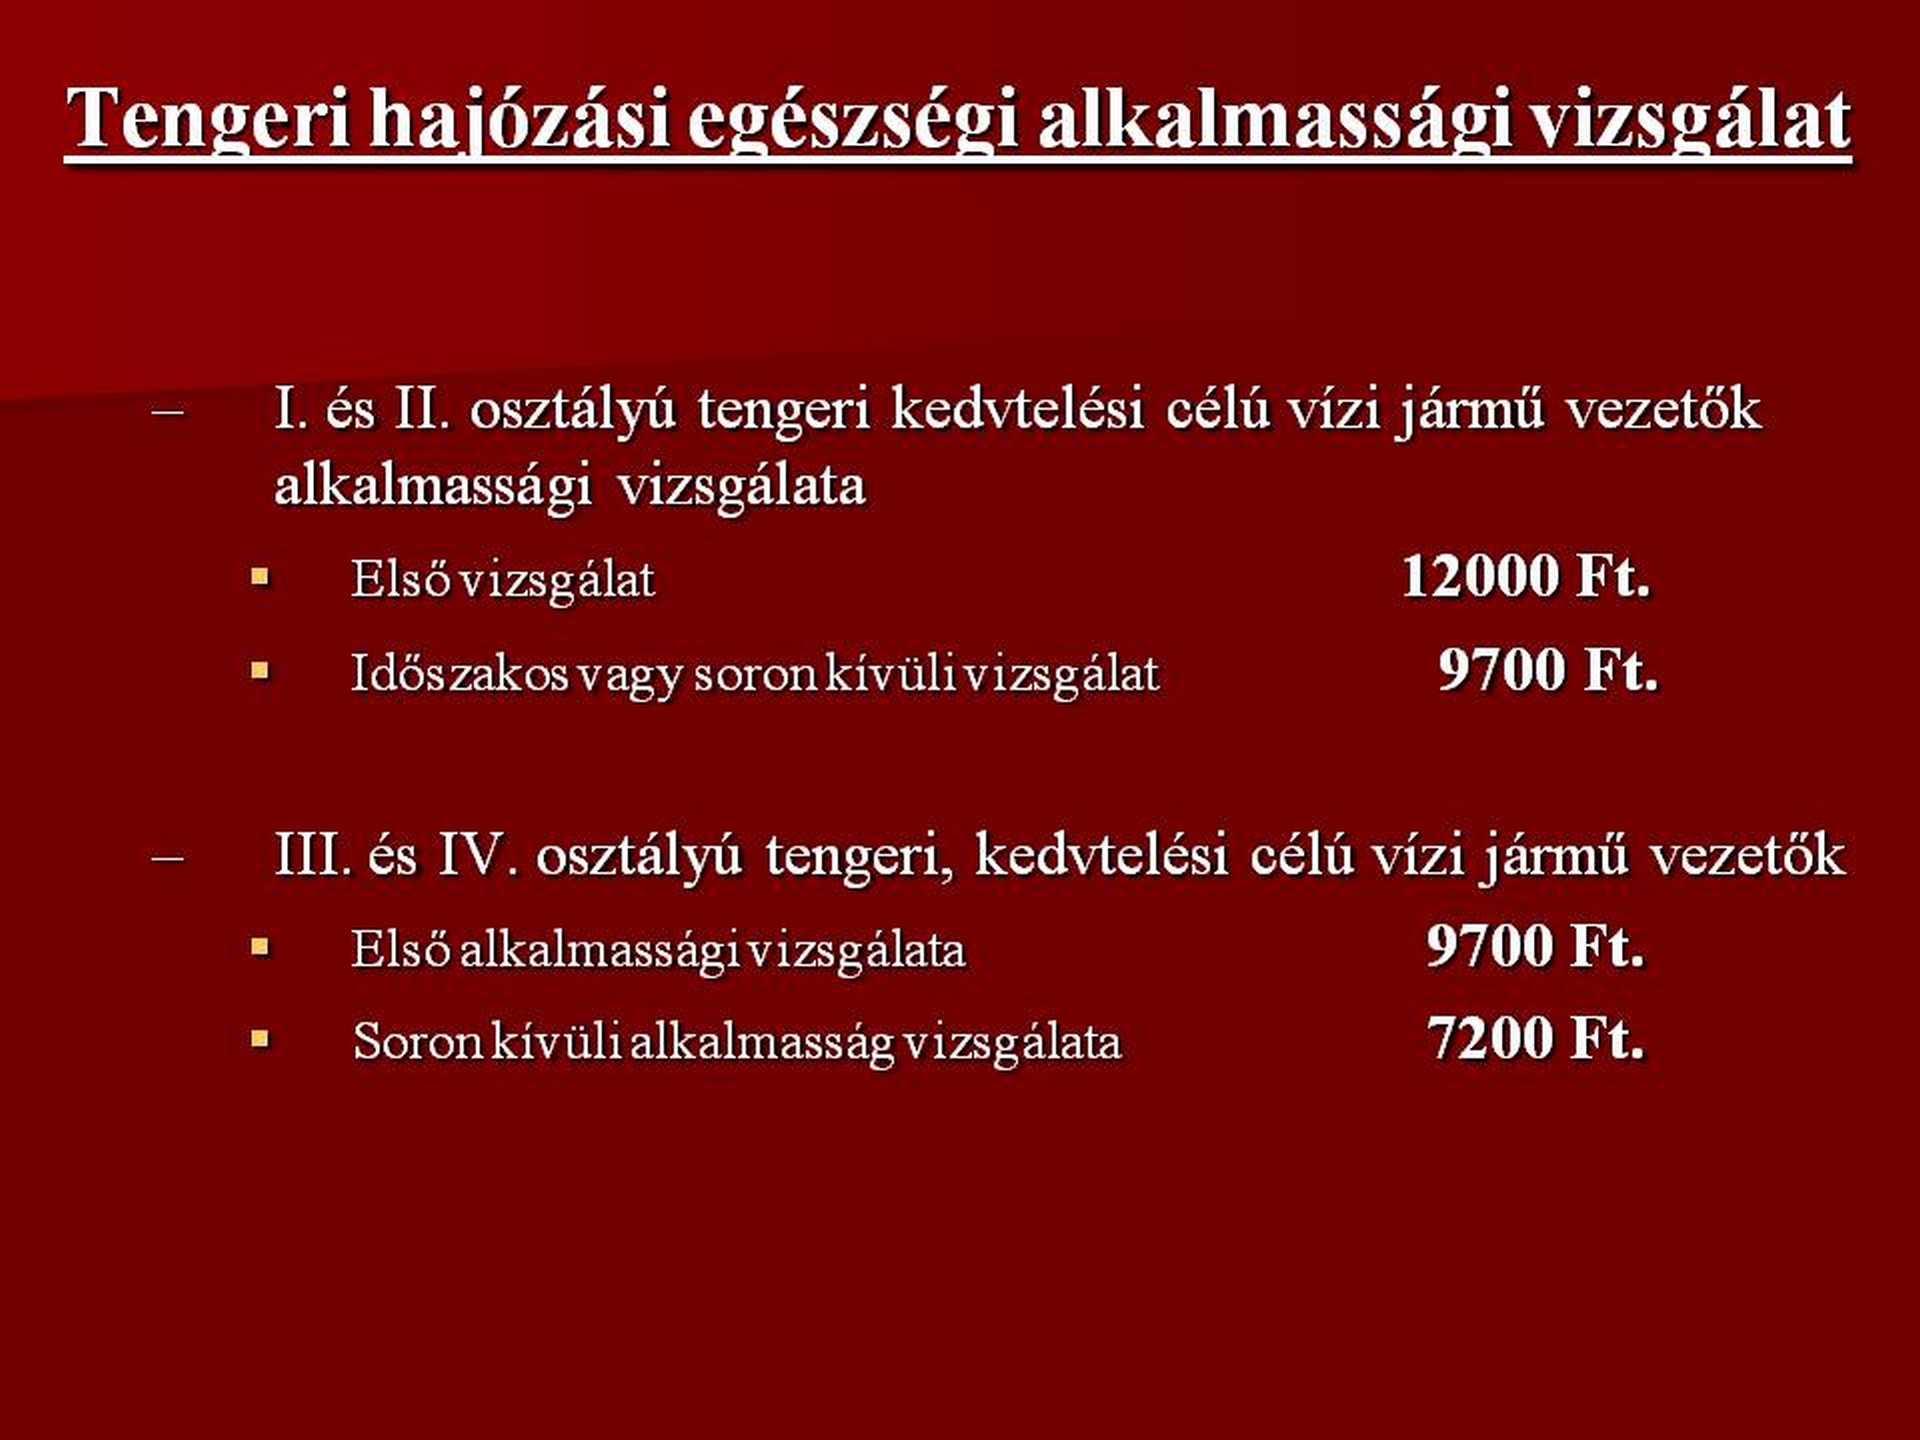 Tengeri hajózási egészségi alkalmassági vizsgálat
– I. és II. osztályú tengeri kedvtelési célú vízi jármű vezetők
alkalmassági vizsgálata
▪ Első vizsgálat 12000 Ft.
▪ Időszakos vagy soron kívüli vizsgálat 9700 Ft.
– III. és IV. osztályú tengeri, kedvtelési célú vízi jármű vezetők
▪ Első alkalmassági vizsgálata 9700 Ft.
▪ Soron kívüli alkalmasság vizsgálata 7200 Ft.